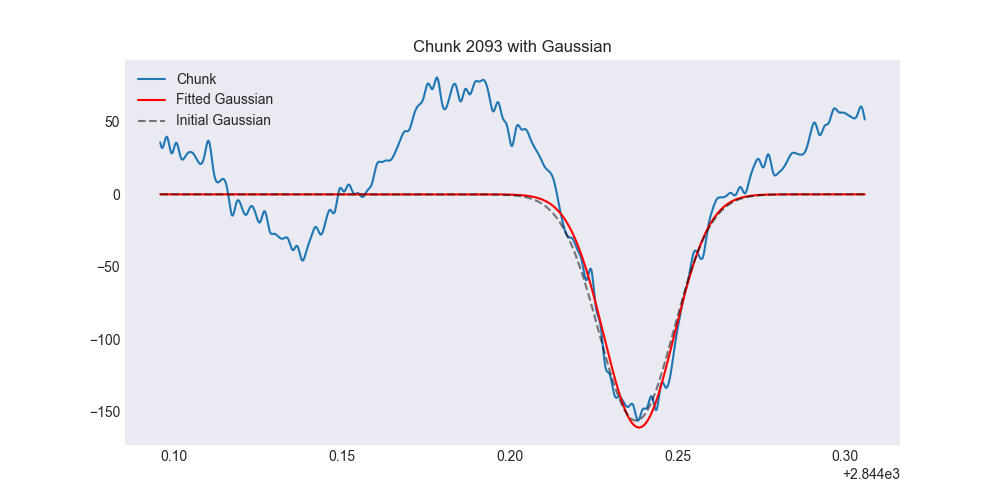 Chunk 2093 with Gaussian
Chunk
Fitted Gaussian
Initial Gaussian
50
0
−50
−100
−150
0.10 0.15 0.20 0.25 0.30
+2.844e3